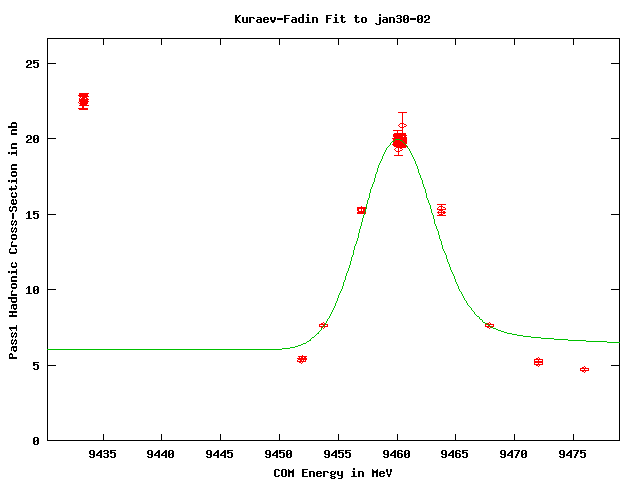 Kuraev-Fadin Fit to jan30-02
Pass1 Hadronic Cross-Section in nb
25
20
15
10
5
0
9435 9440 9445 9450 9455 9460 9465 9470 9475
COM Energy in MeV